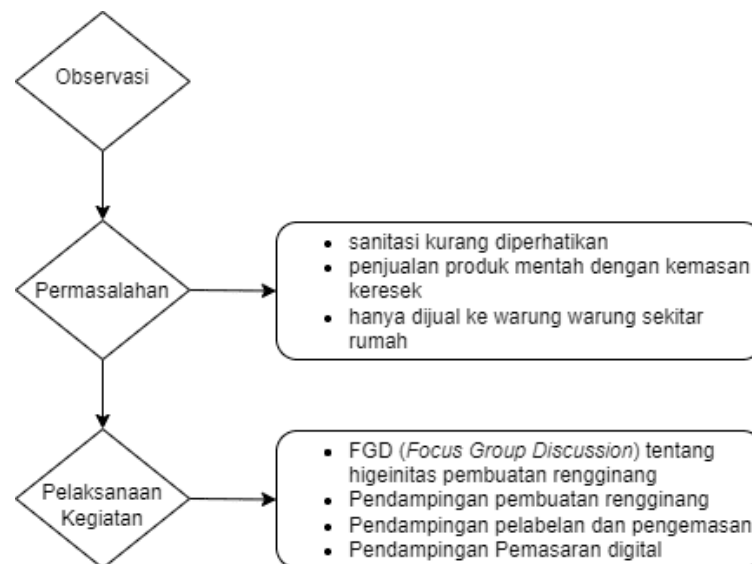 Observasi
Permasalahan
• sanitasi kurang diperhatikan
• penjualan produk mentah dengan kemasan
keresek
• hanya dijual ke warung warung sekitar
rumah
Pelaksanaan
Kegiatan
• FGD (Focus Group Discussion) tentang
higeinitas pembuatan rengginang
• Pendampingan pembuatan rengginang
• Pendampingan pelabelan dan pengemasan
• Pendampingan Pemasaran digital